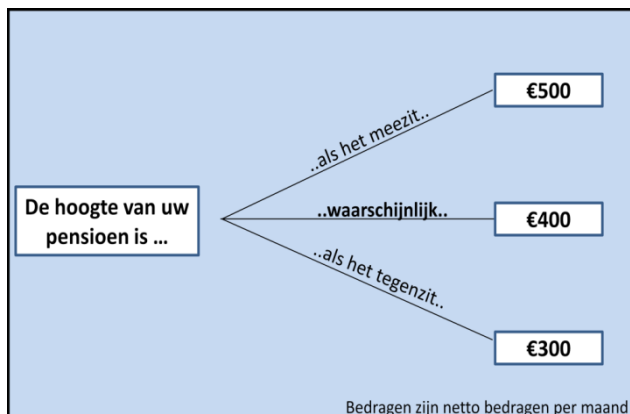 €500
..als het meezit..
De hoogte van uw
pensioen is ...
..waarschijnlijk..
€400
..als het tegenzit..
€300
Bedragen zijn netto bedragen per maand